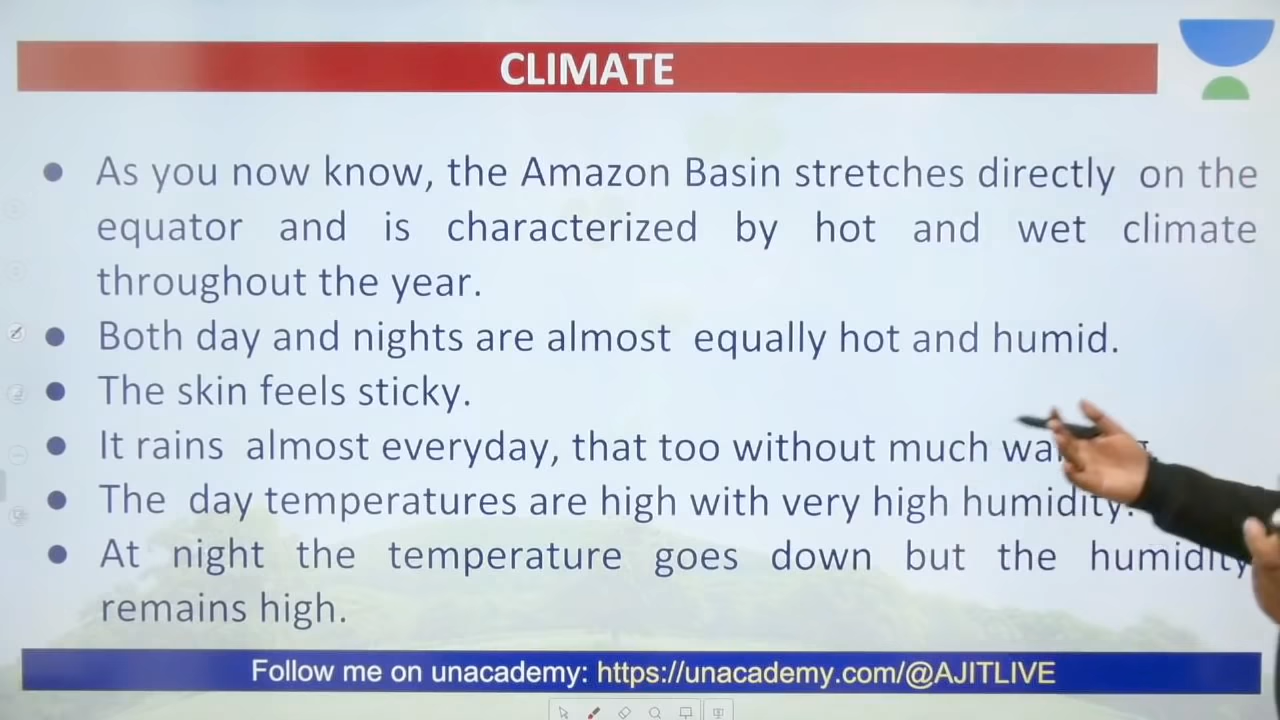 CLIMATE
● As you now know, the Amazon Basin stretches directly on the
equator and is characterized by hot and wet climate
throughout the year.
● Both day and nights are almost equally hot and humid.
● The skin feels sticky.
● It rains almost everyday, that too without much
● The day temperatures are high with very high humidity.
● At night the temperature goes down but the humidity
remains high.
Follow me on unacademy: https://unacademy.com/@AJITLIVE